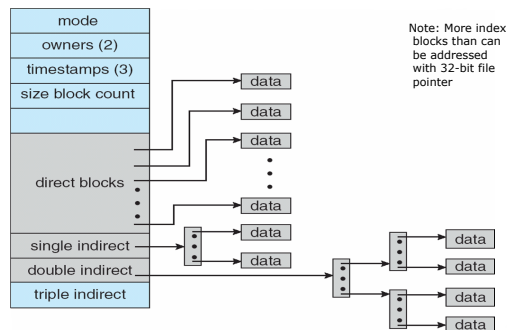 mode
owners (2)
timestamps (3)
size block count
direct blocks
single indirect
double indirect
triple indirect
data
data
data
data
data
data
data
data
data
data
Note: More index
blocks than can
be addressed
with 32-bit file
pointer